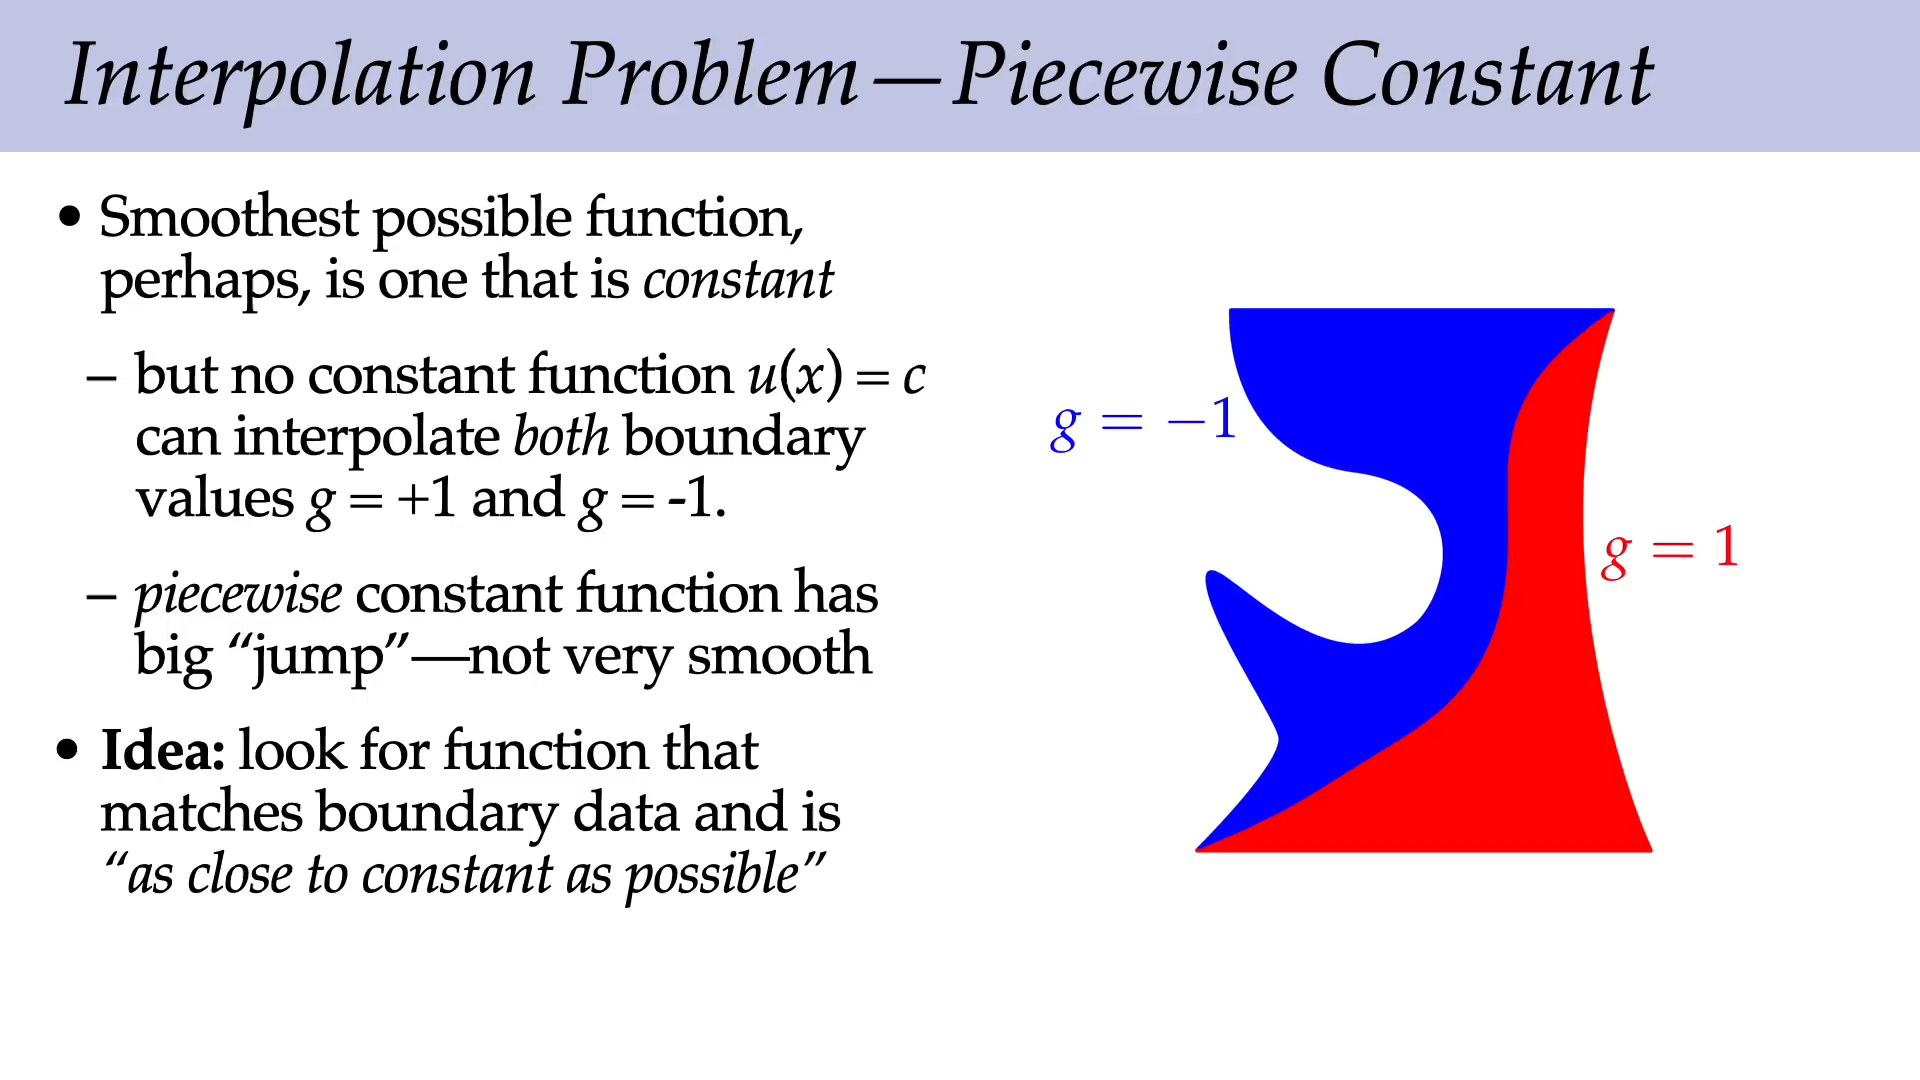 Interpolation Problem—Piecewise Constant
• Smoothest possible function,
perhaps, is one that is constant
– but no constant function u(x) = c
can interpolate both boundary
values g = +1 and g = -1.
– piecewise constant function has
big “jump”—not very smooth
• Idea: look for function that
matches boundary data and is
“as close to constant as possible”
g = −1
g = 1